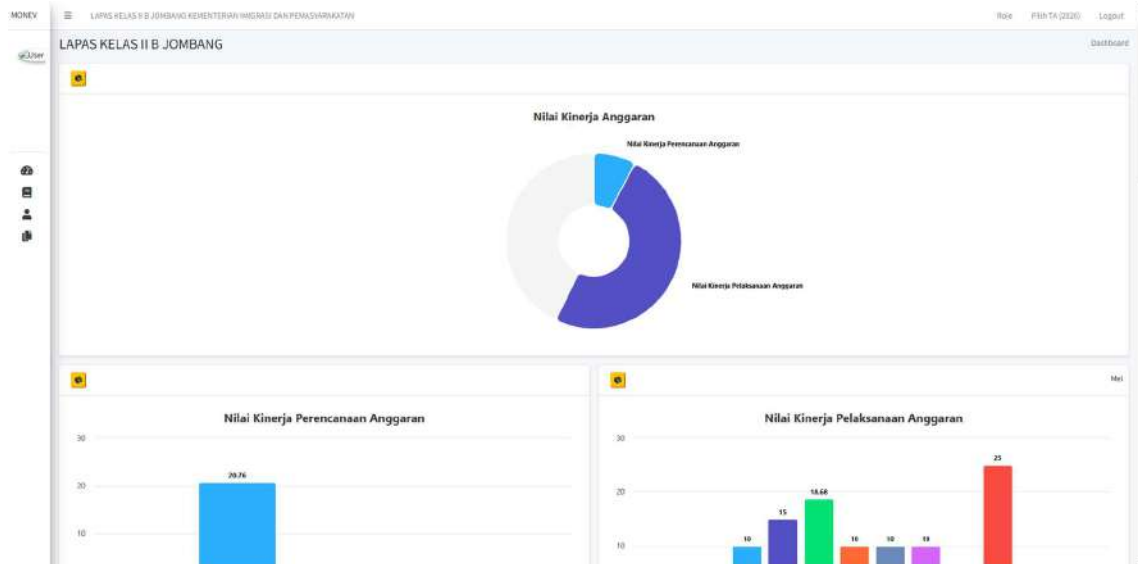 MONEV
LAPAS KELAS II B JOMBANG KEMENTERIAN IMIGRASI DAN PEMASYARAKATAN
Role
Pilih TA (2026)
Logout
User
LAPAS KELAS II B JOMBANG
Dashboard
Nilai Kinerja Anggaran
Nilai Kinerja Perencanaan Anggaran
Nilai Kinerja Pelaksanaan Anggaran
Mei
Nilai Kinerja Perencanaan Anggaran
30
20.76
20
10
Nilai Kinerja Pelaksanaan Anggaran
30
25
20
18.68
15
10
10
10
10
10